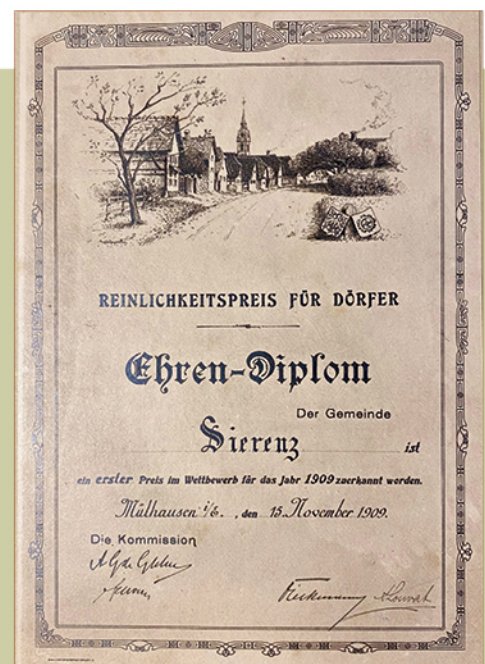 REINLICHKEITSPREIS FÜR DÖRFER
Ehren-Diplom
Der Gemeinde
Sierenz ist
ein erster Preis im Wettbewerb für das Jahr 1909 zuerkannt worden.
Mülhausen i/E. , den 15. November 1909.
Die Kommission